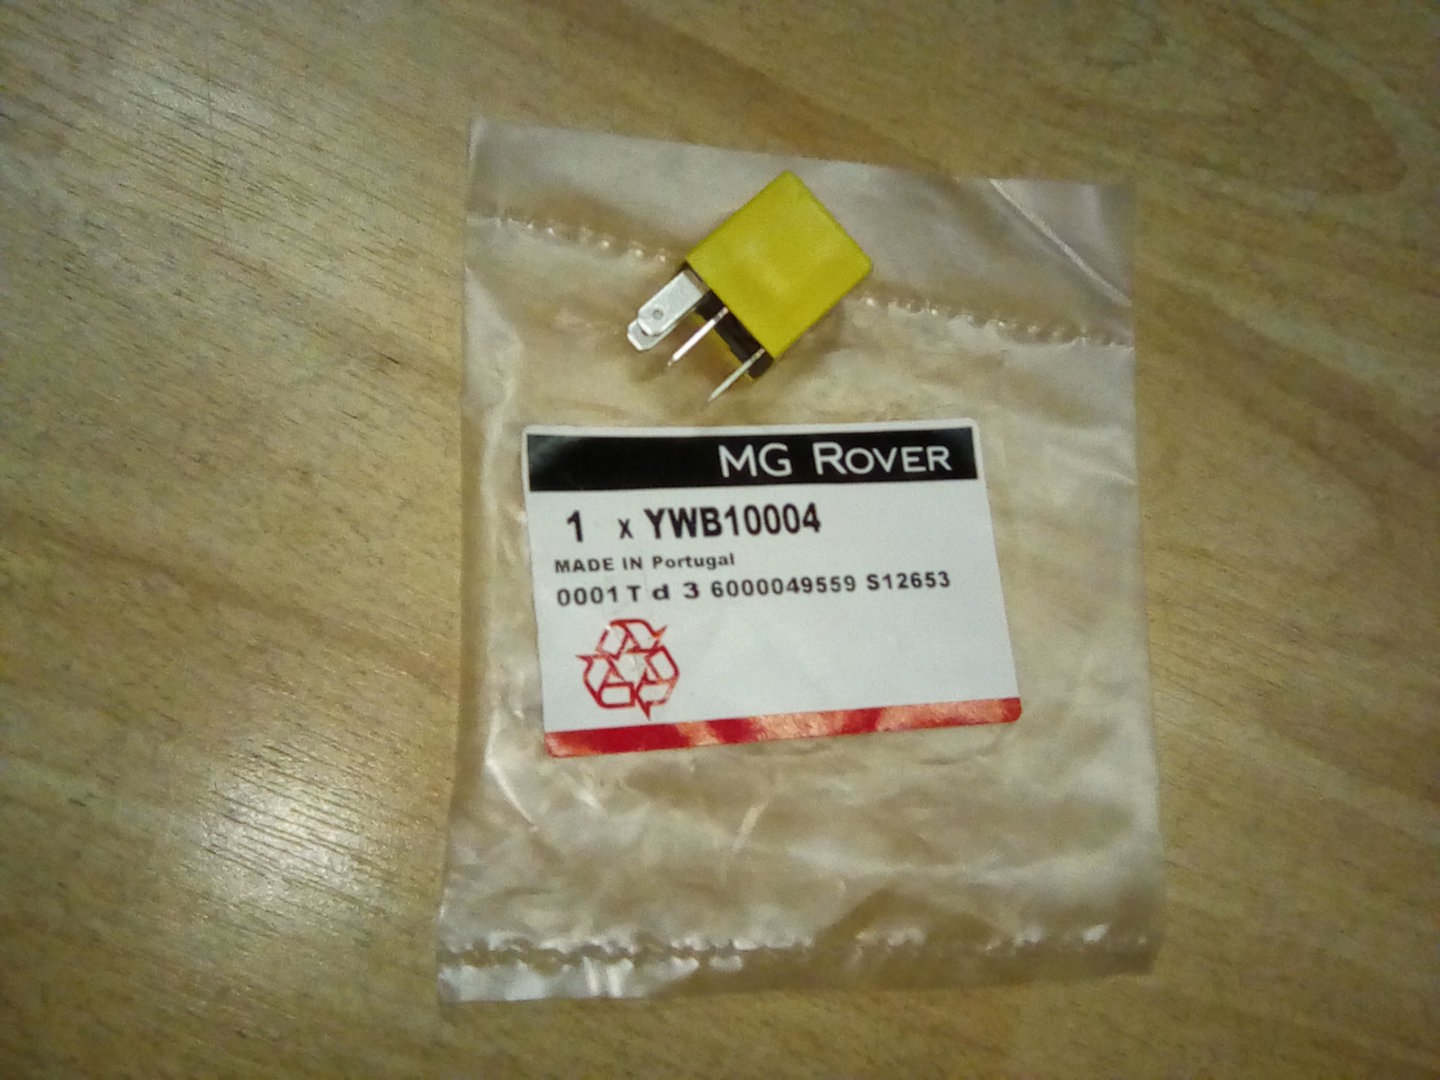 MG ROVER
1 x YWB10004
MADE IN Portugal
0001 T d 3 6000049559 S12653